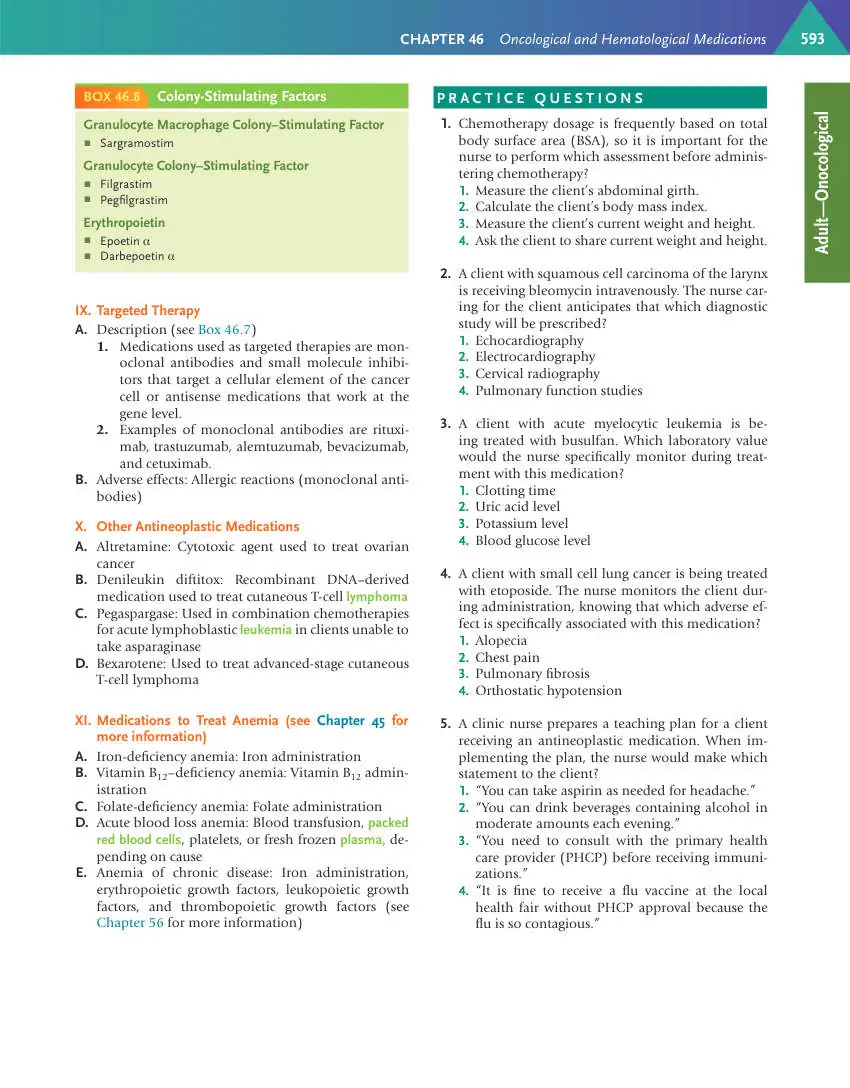 CHAPTER 46 Oncological and Hematological Medications 593
BOX 46.8 Colony-Stimulating Factors
Granulocyte Macrophage Colony–Stimulating Factor
■ Sargramostim
Granulocyte Colony–Stimulating Factor
■ Filgrastim
■ Pegfilgrastim
Erythropoietin
■ Epoetin α
■ Darbepoetin α
IX. Targeted Therapy
A. Description (see Box 46.7)
1. Medications used as targeted therapies are mon-
oclonal antibodies and small molecule inhibi-
tors that target a cellular element of the cancer
cell or antisense medications that work at the
gene level.
2. Examples of monoclonal antibodies are rituxi-
mab, trastuzumab, alemtuzumab, bevacizumab,
and cetuximab.
B. Adverse effects: Allergic reactions (monoclonal anti-
bodies)
X. Other Antineoplastic Medications
A. Altretamine: Cytotoxic agent used to treat ovarian
cancer
B. Denileukin diftitox: Recombinant DNA–derived
medication used to treat cutaneous T-cell lymphoma
C. Pegaspargase: Used in combination chemotherapies
for acute lymphoblastic leukemia in clients unable to
take asparaginase
D. Bexarotene: Used to treat advanced-stage cutaneous
T-cell lymphoma
XI. Medications to Treat Anemia (see Chapter 45 for
more information)
A. Iron-deficiency anemia: Iron administration
B. Vitamin B12–deficiency anemia: Vitamin B12 admin-
istration
C. Folate-deficiency anemia: Folate administration
D. Acute blood loss anemia: Blood transfusion, packed
red blood cells, platelets, or fresh frozen plasma, de-
pending on cause
E. Anemia of chronic disease: Iron administration,
erythropoietic growth factors, leukopoietic growth
factors, and thrombopoietic growth factors (see
Chapter 56 for more information)
PRACTICE QUESTIONS
1. Chemotherapy dosage is frequently based on total
body surface area (BSA), so it is important for the
nurse to perform which assessment before adminis-
tering chemotherapy?
1. Measure the client's abdominal girth.
2. Calculate the client's body mass index.
3. Measure the client's current weight and height.
4. Ask the client to share current weight and height.
2. A client with squamous cell carcinoma of the larynx
is receiving bleomycin intravenously. The nurse car-
ing for the client anticipates that which diagnostic
study will be prescribed?
1. Echocardiography
2. Electrocardiography
3. Cervical radiography
4. Pulmonary function studies
3. A client with acute myelocytic leukemia is be-
ing treated with busulfan. Which laboratory value
would the nurse specifically monitor during treat-
ment with this medication?
1. Clotting time
2. Uric acid level
3. Potassium level
4. Blood glucose level
4. A client with small cell lung cancer is being treated
with etoposide. The nurse monitors the client dur-
ing administration, knowing that which adverse ef-
fect is specifically associated with this medication?
1. Alopecia
2. Chest pain
3. Pulmonary fibrosis
4. Orthostatic hypotension
5. A clinic nurse prepares a teaching plan for a client
receiving an antineoplastic medication. When im-
plementing the plan, the nurse would make which
statement to the client?
1. "You can take aspirin as needed for headache."
2. "You can drink beverages containing alcohol in
moderate amounts each evening."
3. "You need to consult with the primary health
care provider (PHCP) before receiving immuni-
zations."
4. "It is fine to receive a flu vaccine at the local
health fair without PHCP approval because the
flu is so contagious."
Adult—Onocological